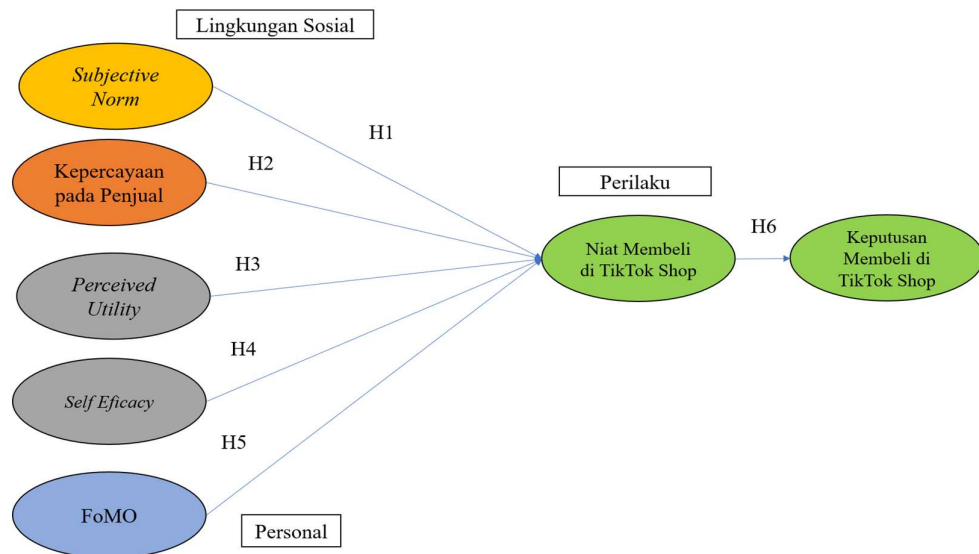 Lingkungan Sosial
Subjective
Norm
H1
H2
Kepercayaan
pada Penjual
Perilaku
H6
Niat Membeli
di TikTok Shop
Keputusan
Membeli di
TikTok Shop
H3
Perceived
Utility
H4
Self Eficacy
H5
FoMO
Personal